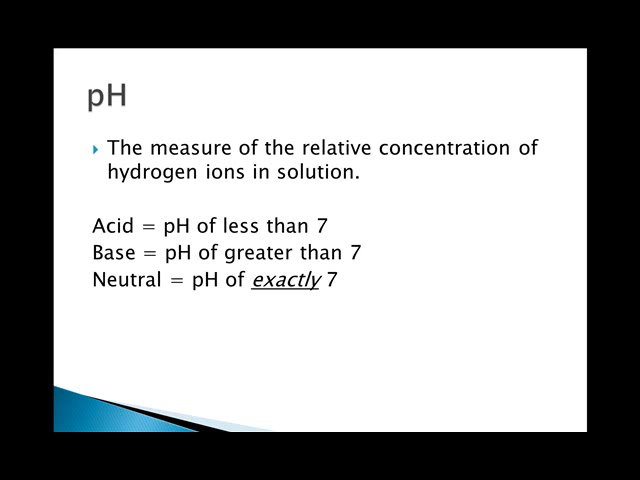 pH
The measure of the relative concentration of
hydrogen ions in solution.
Acid = pH of less than 7
Base = pH of greater than 7
Neutral = pH of exactly 7